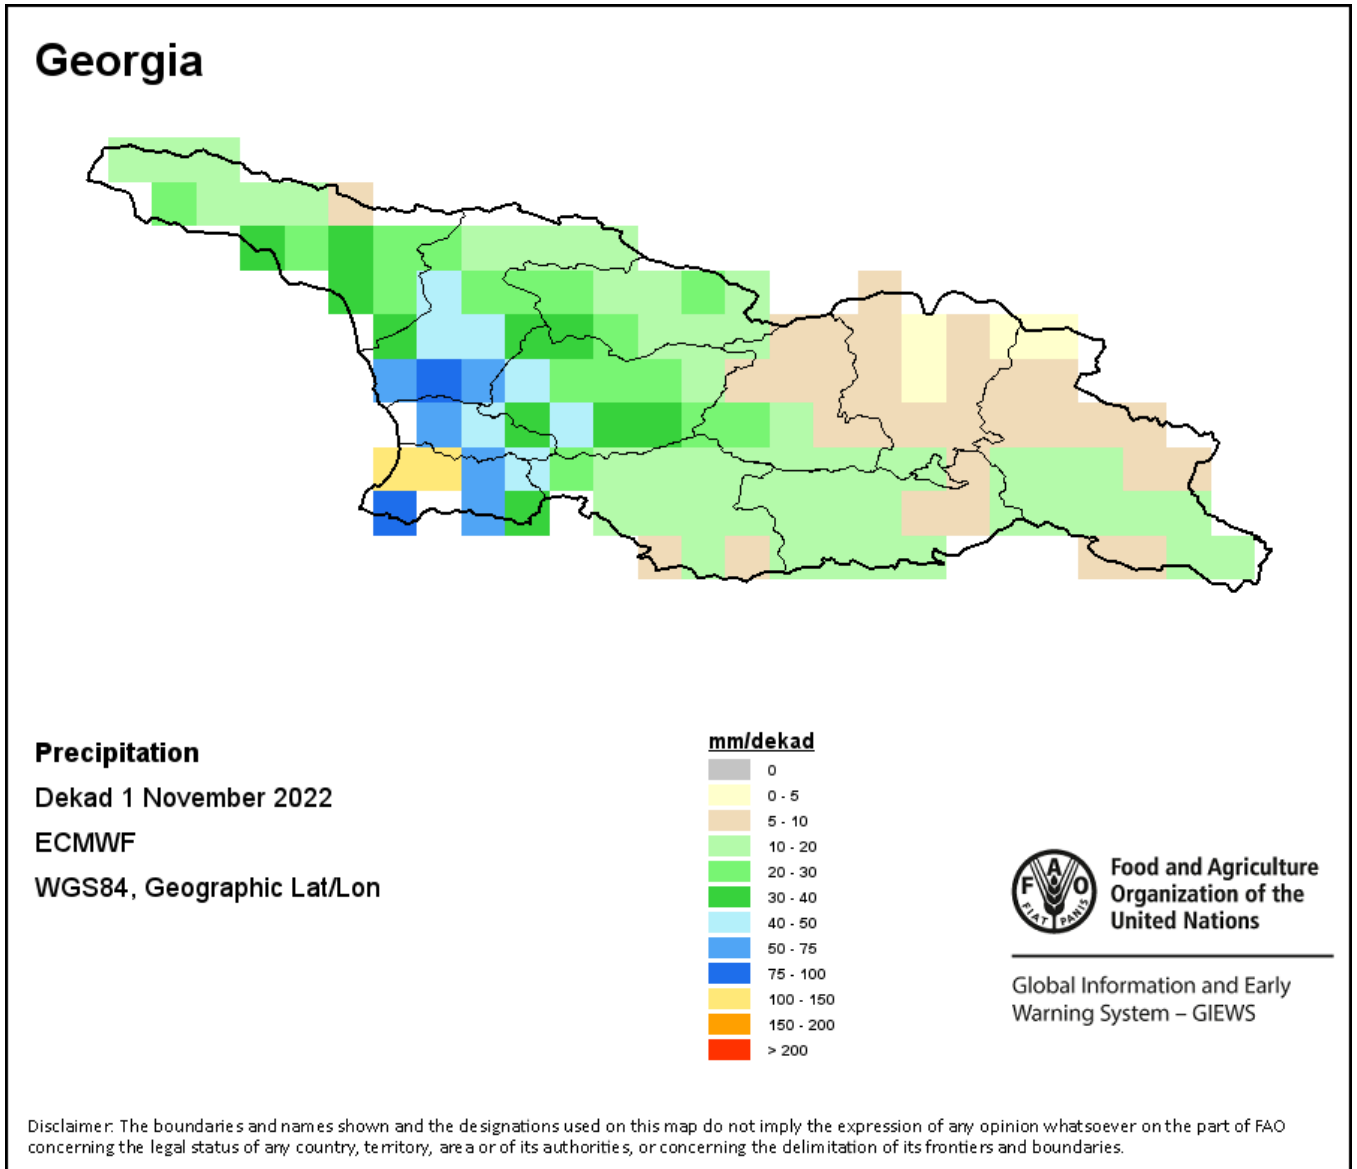 Georgia
Precipitation
Dekad 1 November 2022
ECMWF
WGS84, Geographic Lat/Lon
mm/dekad
0
0 - 5
5 - 10
10 - 20
20 - 30
30 - 40
40 - 50
50 - 75
75 - 100
100 - 150
150 - 200
> 200
F A O
FIAT PANIS
Food and Agriculture
Organization of the
United Nations
Global Information and Early
Warning System – GIEWS
Disclaimer: The boundaries and names shown and the designations used on this map do not imply the expression of any opinion whatsoever on the part of FAO
concerning the legal status of any country, territory, area or of its authorities, or concerning the delimitation of its frontiers and boundaries.